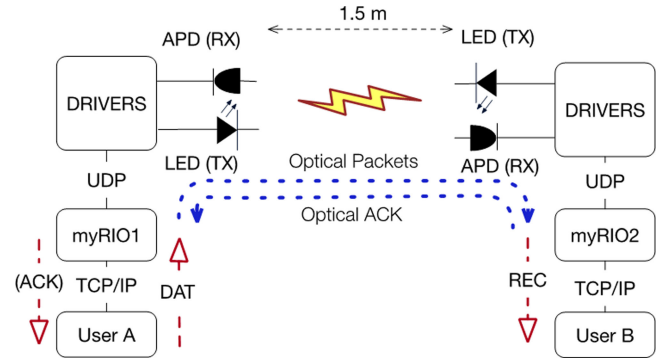 1.5 m
APD (RX)
LED (TX)
DRIVERS
DRIVERS
LED (TX)
Optical Packets
APD (RX)
UDP
UDP
Optical ACK
myRIO1
myRIO2
(ACK)
TCP/IP
DAT
REC
TCP/IP
User A
User B